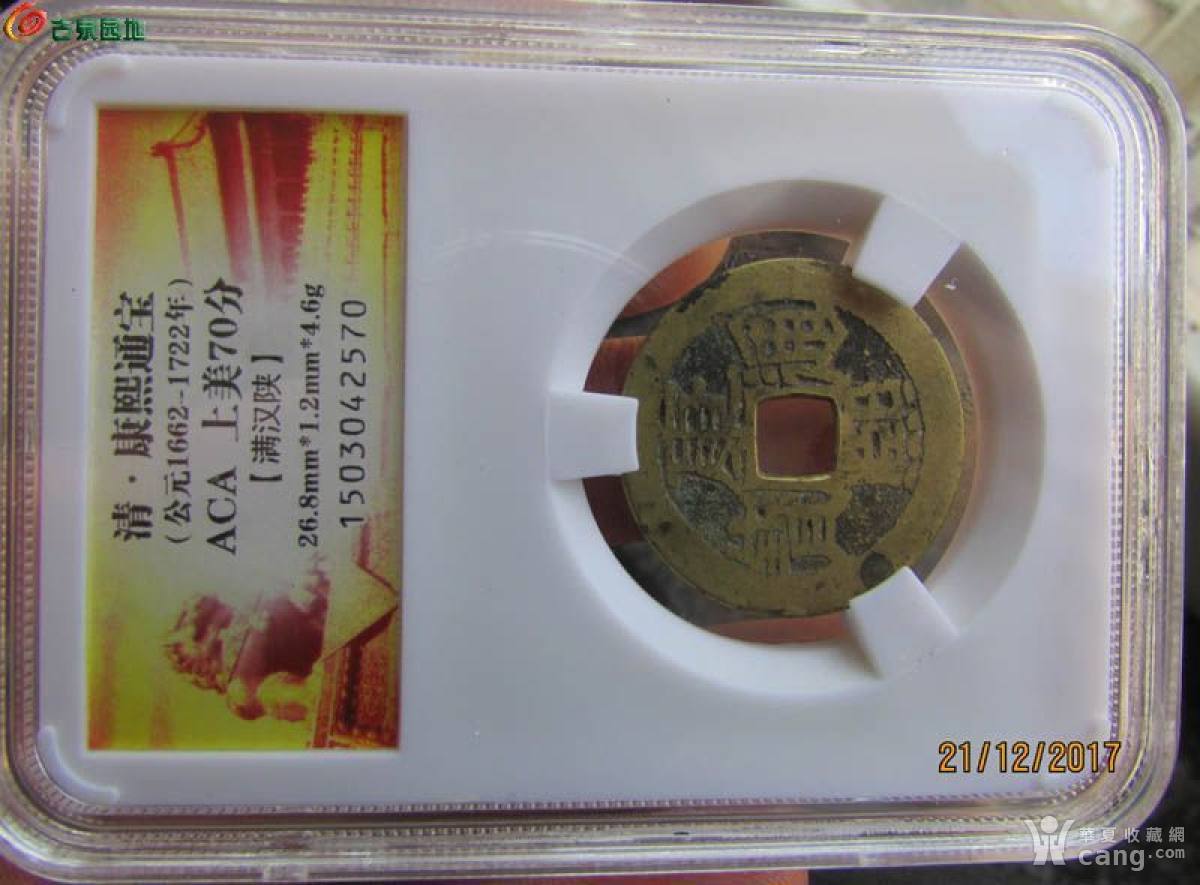 古泉园地
清·康熙通宝
(公元1662-1722年)
ACA 上美70分
【满汉陕】
26.8mm*1.2mm*4.6g
1503042570
康熙通寶
21/12/2017
華夏收藏網
cang.com